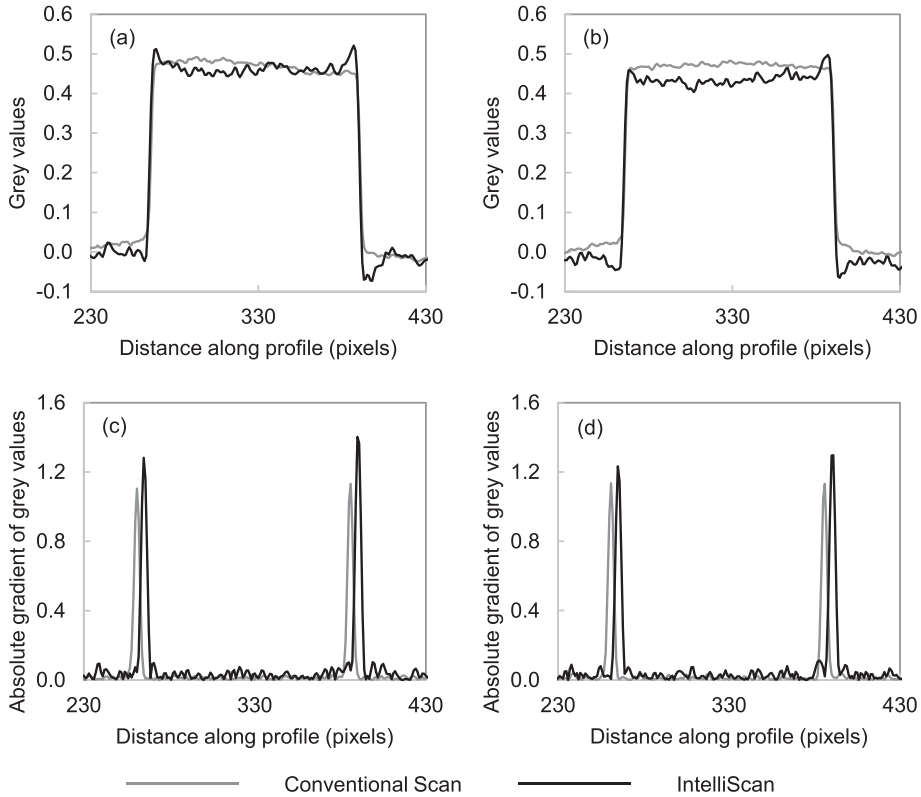 (a)
Grey values
0.6
0.5
0.4
0.3
0.2
0.1
0.0
-0.1
230
330
430
Distance along profile (pixels)
(b)
Grey values
0.6
0.5
0.4
0.3
0.2
0.1
0.0
-0.1
230
330
430
Distance along profile (pixels)
(c)
Absolute gradient of grey values
1.6
1.2
0.8
0.4
0.0
230
330
430
Distance along profile (pixels)
(d)
Absolute gradient of grey values
1.6
1.2
0.8
0.4
0.0
230
330
430
Distance along profile (pixels)
Conventional Scan
IntelliScan